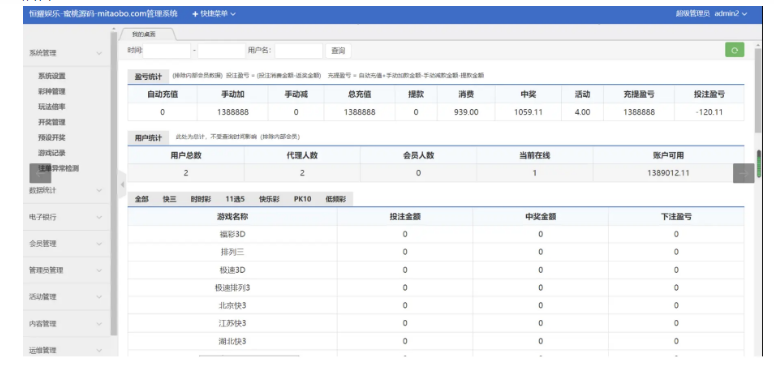 恒耀娱乐-蜜桃源码-mitaobo.com管理系统 + 快捷菜单 超级管理员 admin2
我的桌面
系统管理
系统设置
彩种管理
玩法倍率
开奖管理
预设开奖
游戏记录
注单异常检测
数据统计
电子银行
会员管理
管理员管理
活动管理
内容管理
运维管理
时间: - 用户名: 查询
盈亏统计 (排除内部会员数据) 投注盈亏 = (投注消费金额-返奖金额) 充提盈亏 = 自动充值+手动加款金额-手动减款金额-提款金额
自动充值 手动加 手动减 总充值 提款 消费 中奖 活动 充提盈亏 投注盈亏
0 1388888 0 1388888 0 939.00 1059.11 4.00 1388888 -120.11
用户统计 此处为总计，不受查询时间影响 (排除内部会员)
用户总数 代理人数 会员人数 当前在线 账户可用
2 2 0 1 1389012.11
全部 快三 时时彩 11选5 快乐彩 PK10 低频彩
游戏名称 投注金额 中奖金额 下注盈亏
福彩3D 0 0 0
排列三 0 0 0
极速3D 0 0 0
极速排列3 0 0 0
北京快3 0 0 0
江苏快3 0 0 0
湖北快3 0 0 0